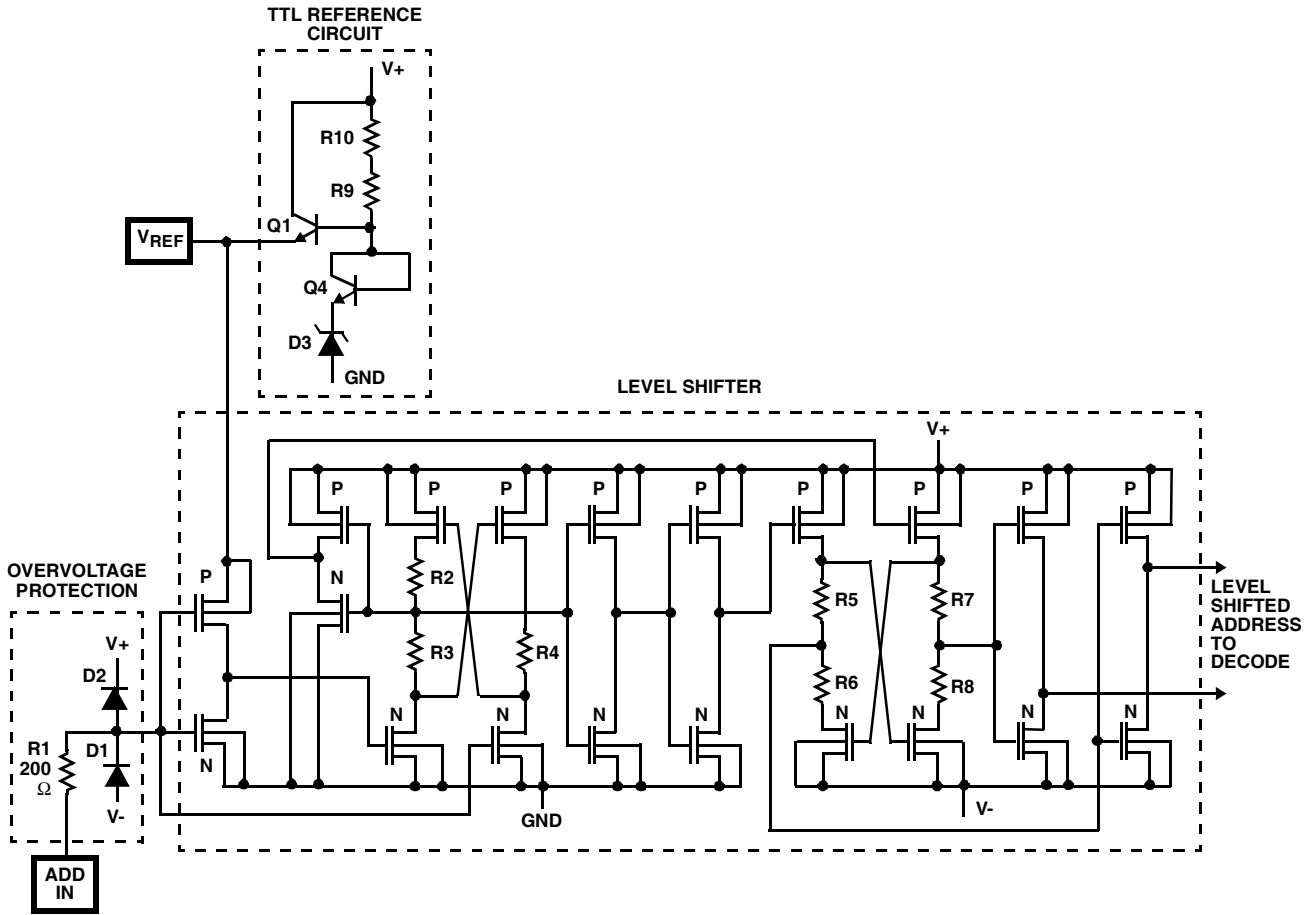 TTL REFERENCE
CIRCUIT
V+
R10
R9
Q1
VREF
Q4
D3
GND
LEVEL SHIFTER
V+
P
P
P
P
P
P
P
P
P
OVERVOLTAGE
PROTECTION
P
N
R2
R3
R4
R5
R6
R7
R8
LEVEL
SHIFTED
ADDRESS
TO
DECODE
V+
D2
R1
200
Ω
D1
V-
N
N
N
N
N
N
N
N
N
GND
V-
ADD
IN